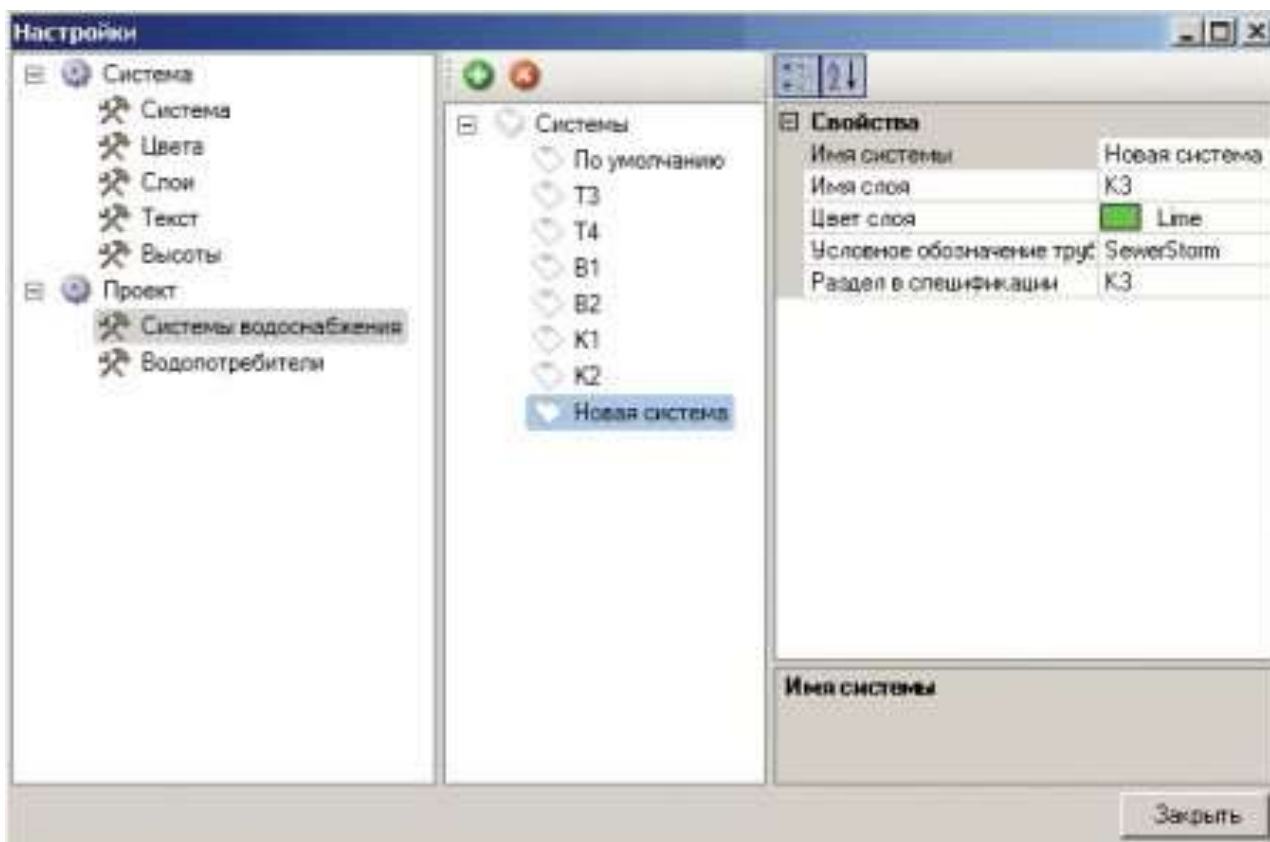 Настройки
Система
Система
Цвета
Слои
Текст
Высоты
Проект
Системы водоснабжения
Водопотребители
Системы
По умолчанию
Т3
Т4
В1
В2
К1
К2
Новая система
Свойства
Имя системы Новая система
Имя слоя К3
Цвет слоя Lime
Условное обозначение труб SewerStorm
Раздел в спецификации К3
Имя системы
Закрыть